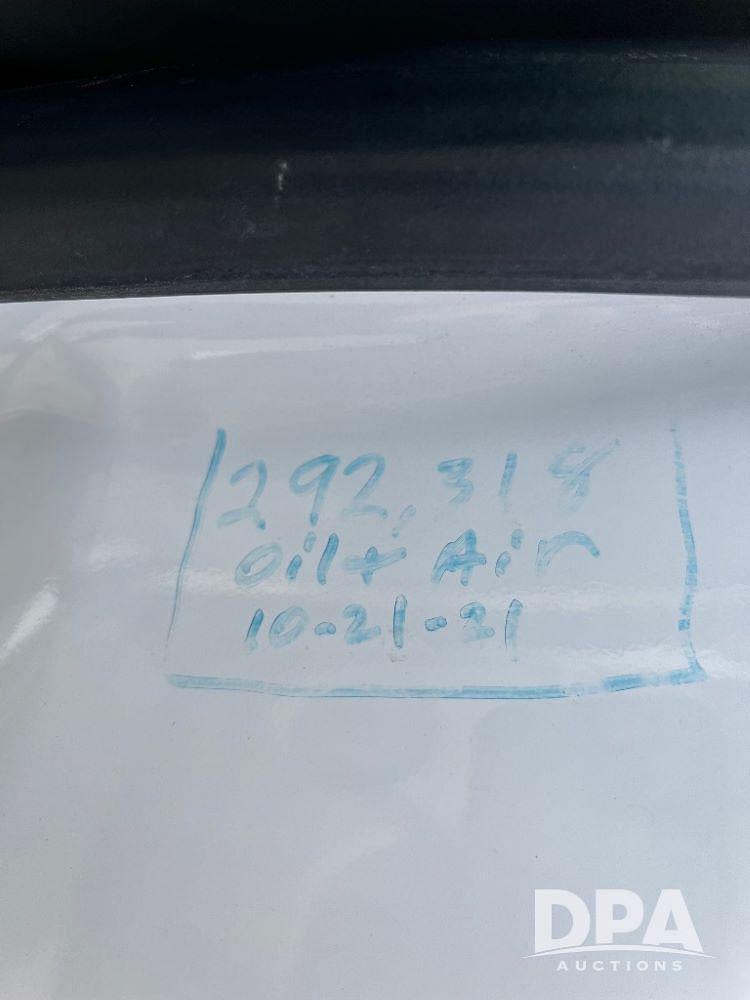 292,318
Oil + Air
10-21-21
DPA
AUCTIONS